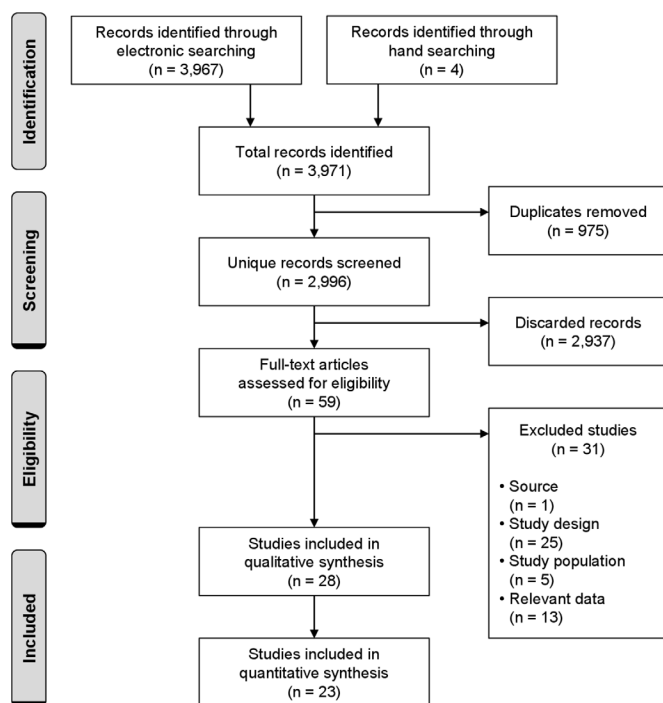 Identification
Records identified through
electronic searching
(n = 3,967)
Records identified through
hand searching
(n = 4)
Total records identified
(n = 3,971)
Screening
Duplicates removed
(n = 975)
Unique records screened
(n = 2,996)
Discarded records
(n = 2,937)
Full-text articles
assessed for eligibility
(n = 59)
Eligibility
Excluded studies
(n = 31)
• Source
(n = 1)
• Study design
(n = 25)
• Study population
(n = 5)
• Relevant data
(n = 13)
Studies included in
qualitative synthesis
(n = 28)
Included
Studies included in
quantitative synthesis
(n = 23)